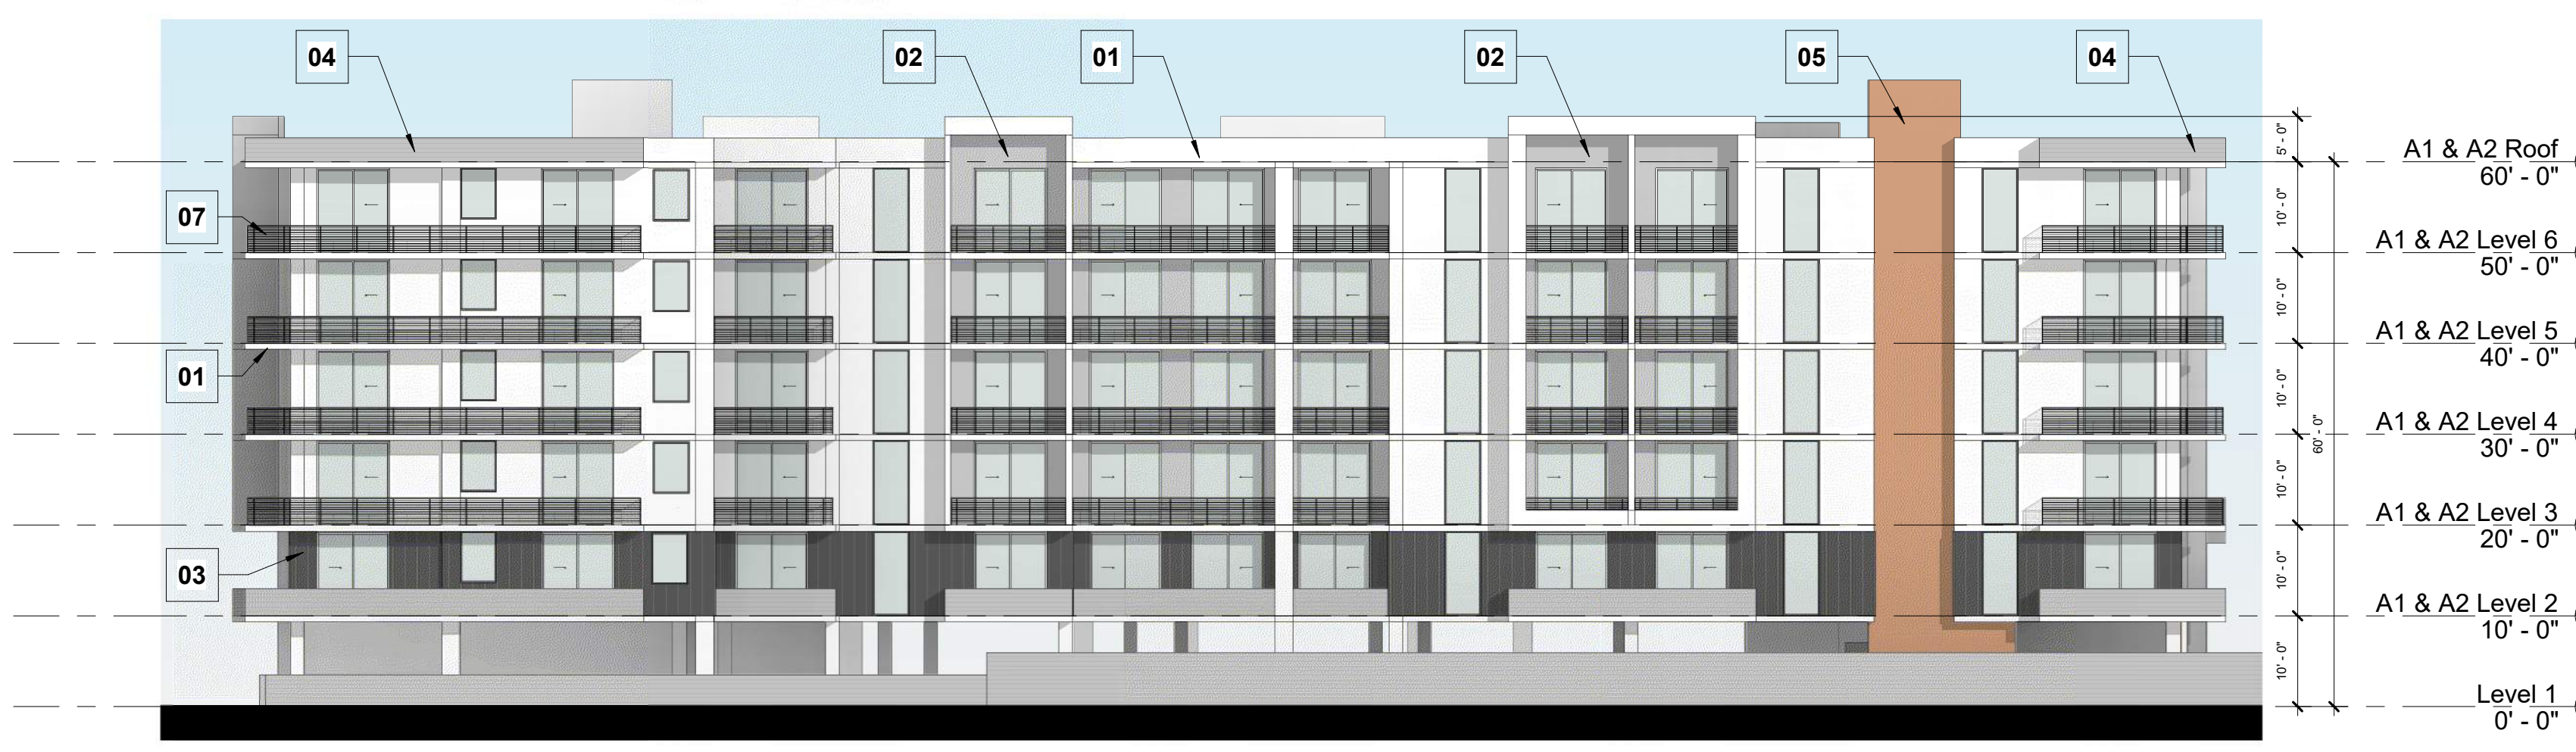 04
02
01
02
05
04
07
01
03
5' - 0"
10' - 0"
10' - 0"
10' - 0"
10' - 0"
10' - 0"
10' - 0"
60' - 0"
A1 & A2 Roof
60' - 0"
A1 & A2 Level 6
50' - 0"
A1 & A2 Level 5
40' - 0"
A1 & A2 Level 4
30' - 0"
A1 & A2 Level 3
20' - 0"
A1 & A2 Level 2
10' - 0"
Level 1
0' - 0"